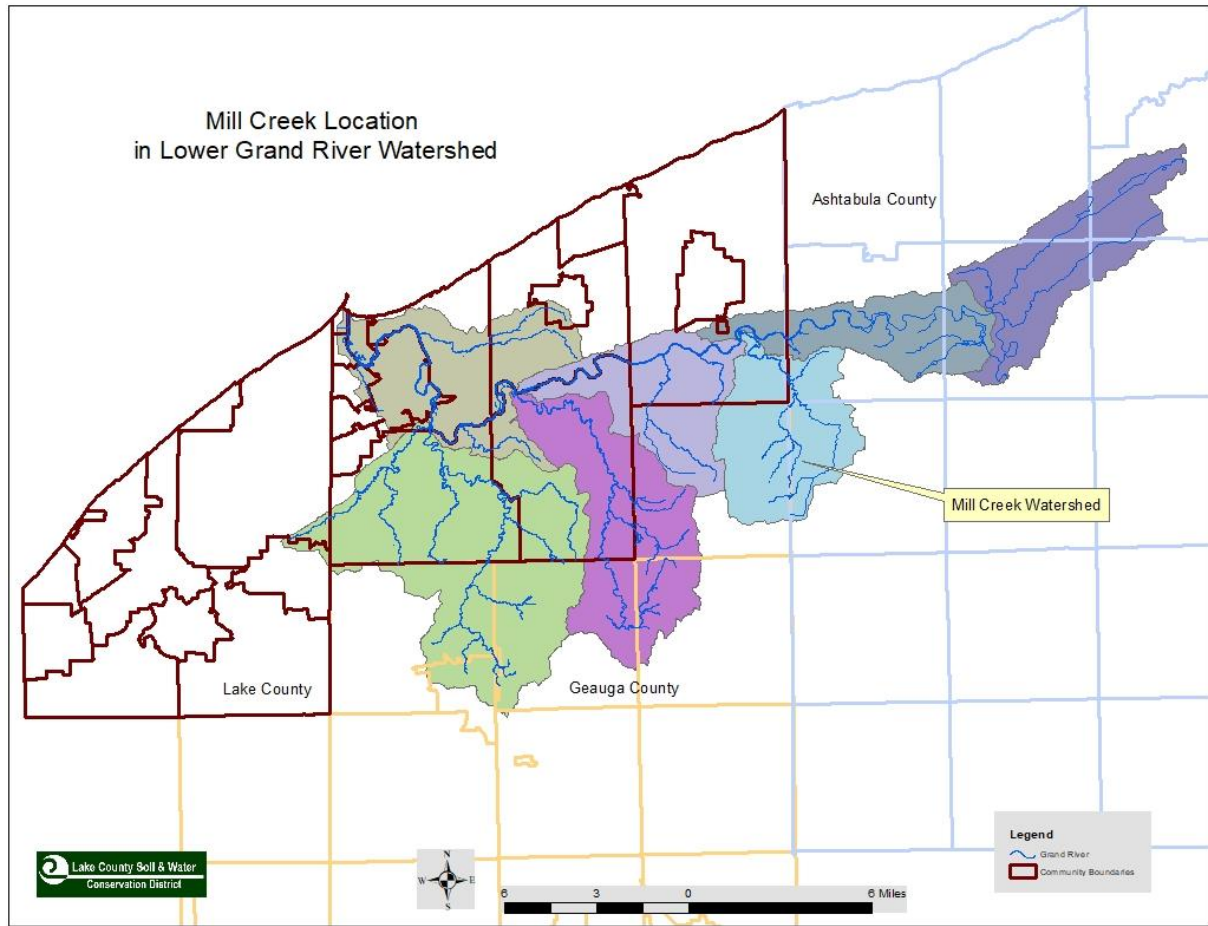 Mill Creek Location
in Lower Grand River Watershed
Ashtabula County
Mill Creek Watershed
Lake County
Geauga County
Legend
Grand River
Community Boundaries
Lake County Soil & Water
Conservation District
N
W E
S
6 3 0 6 Miles